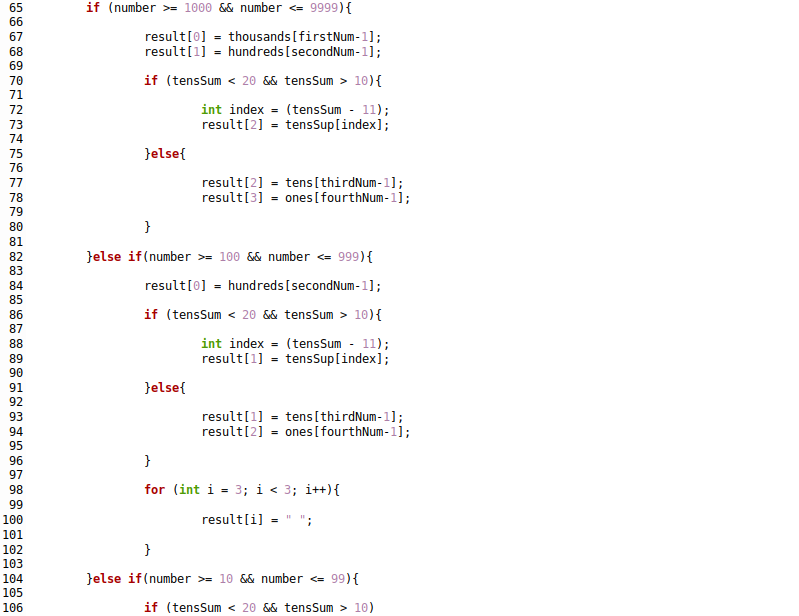 65 if (number >= 1000 && number <= 9999){
66
67 result[0] = thousands[firstNum-1];
68 result[1] = hundreds[secondNum-1];
69
70 if (tensSum < 20 && tensSum > 10){
71
72 int index = (tensSum - 11);
73 result[2] = tensSup[index];
74
75 }else{
76
77 result[2] = tens[thirdNum-1];
78 result[3] = ones[fourthNum-1];
79
80 }
81
82 }else if(number >= 100 && number <= 999){
83
84 result[0] = hundreds[secondNum-1];
85
86 if (tensSum < 20 && tensSum > 10){
87
88 int index = (tensSum - 11);
89 result[1] = tensSup[index];
90
91 }else{
92
93 result[1] = tens[thirdNum-1];
94 result[2] = ones[fourthNum-1];
95
96 }
97
98 for (int i = 3; i < 3; i++){
99
100 result[i] = " ";
101
102 }
103
104 }else if(number >= 10 && number <= 99){
105
106 if (tensSum < 20 && tensSum > 10)